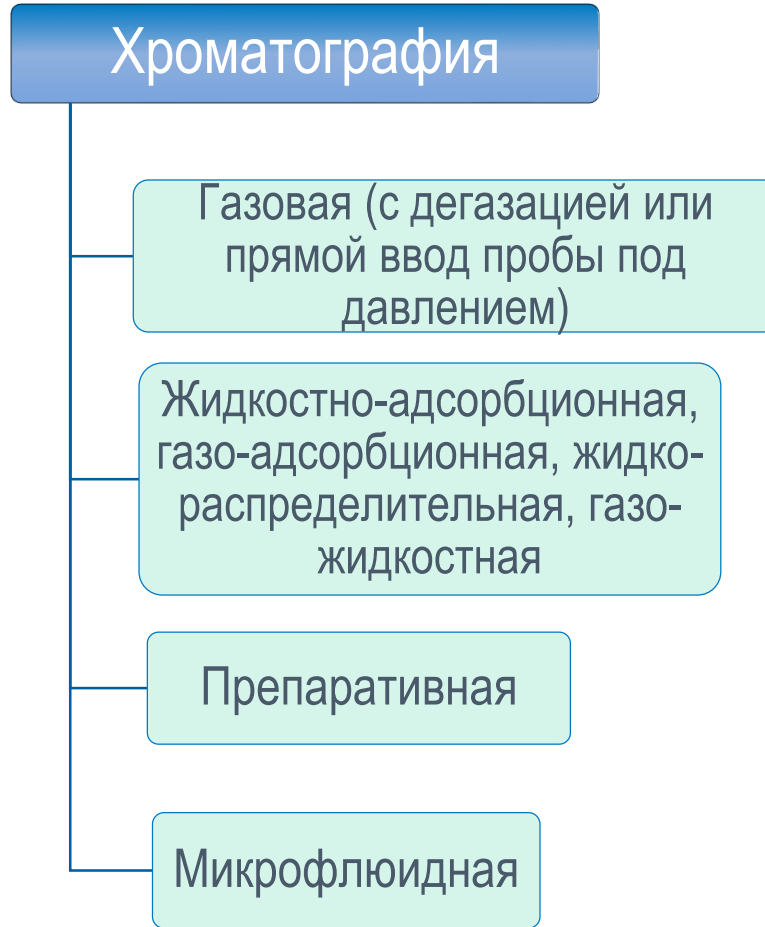 Хроматография
Газовая (с дегазацией или
прямой ввод пробы под
давлением)
Жидкостно-адсорбционная,
газо-адсорбционная, жидко-
распределительная, газо-
жидкостная
Препаративная
Микрофлюидная